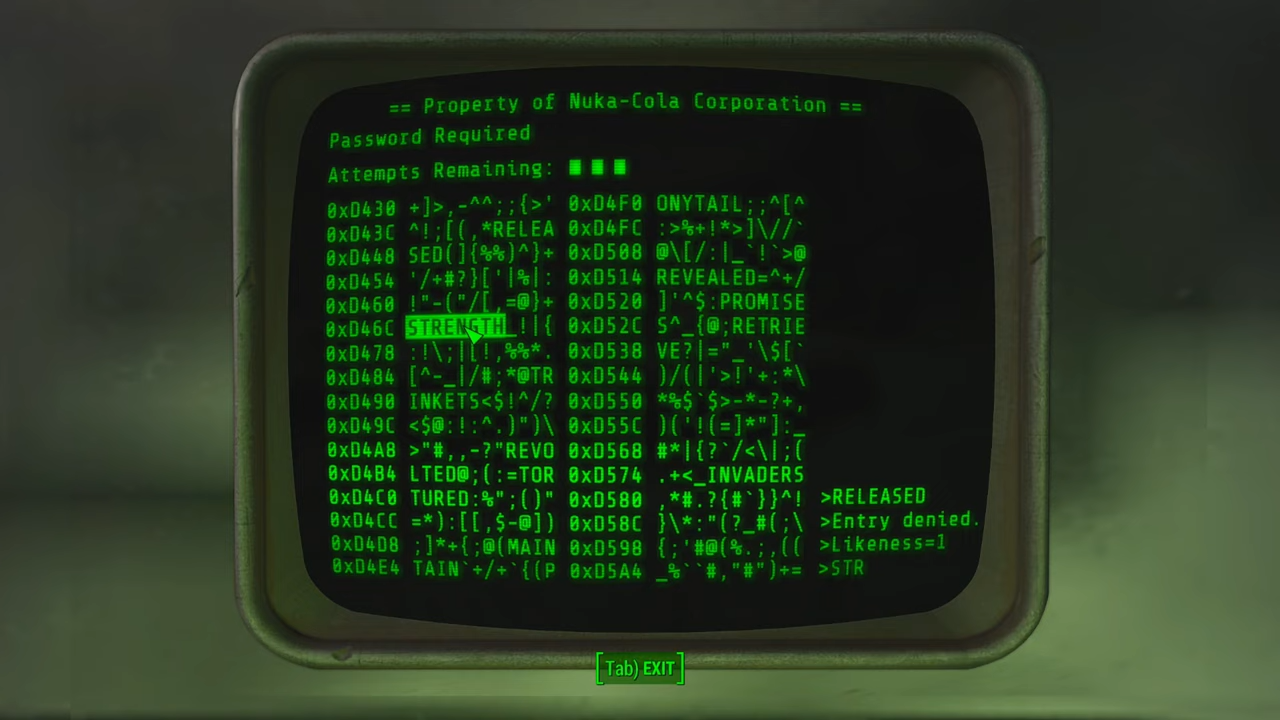 == Property of Nuka-Cola Corporation ==
Password Required
Attempts Remaining: ■ ■ ■
0xD430 +]>,-^^;;{>' 0xD4F0 ONYTAIL;;^[^
0xD43C ^!;[(,*RELEA 0xD4FC :>%+!*>]\//`
0xD448 SED(]{%%)^}+ 0xD508 @\[/:|_`!`>@
0xD454 '/+#?}['|%|: 0xD514 REVEALED=^+/
0xD460 !"-("/[,=@}+ 0xD520 ]'^$:PROMISE
0xD46C STRENGTH_!|{ 0xD52C S^_{@;RETRIE
0xD478 :!\;|[!,%%*. 0xD538 VE?|="_'\$[`
0xD484 [^-_|/#;*@TR 0xD544 )/(|'>!'+:*\
0xD490 INKETS<$!^/? 0xD550 *%$`$>-*-?+,
0xD49C <$@:!:^.)")\ 0xD55C )('!(=]*"]:_
0xD4A8 >"#,,-?"REVO 0xD568 #*|{?`/<\|;(
0xD4B4 LTED@;(:=TOR 0xD574 .+<_INVADERS
0xD4C0 TURED:%";()" 0xD580 ,*#.?{#`}}^! >RELEASED
0xD4CC =*):[[,$-@]) 0xD58C }\*:"(?_#(;\ >Entry denied.
0xD4D8 ;]*+{;@(MAIN 0xD598 {;'#@(%.;,(( >Likeness=1
0xD4E4 TAIN`+/+`{(P 0xD5A4 _%``#,"#")+= >STR
Tab) EXIT